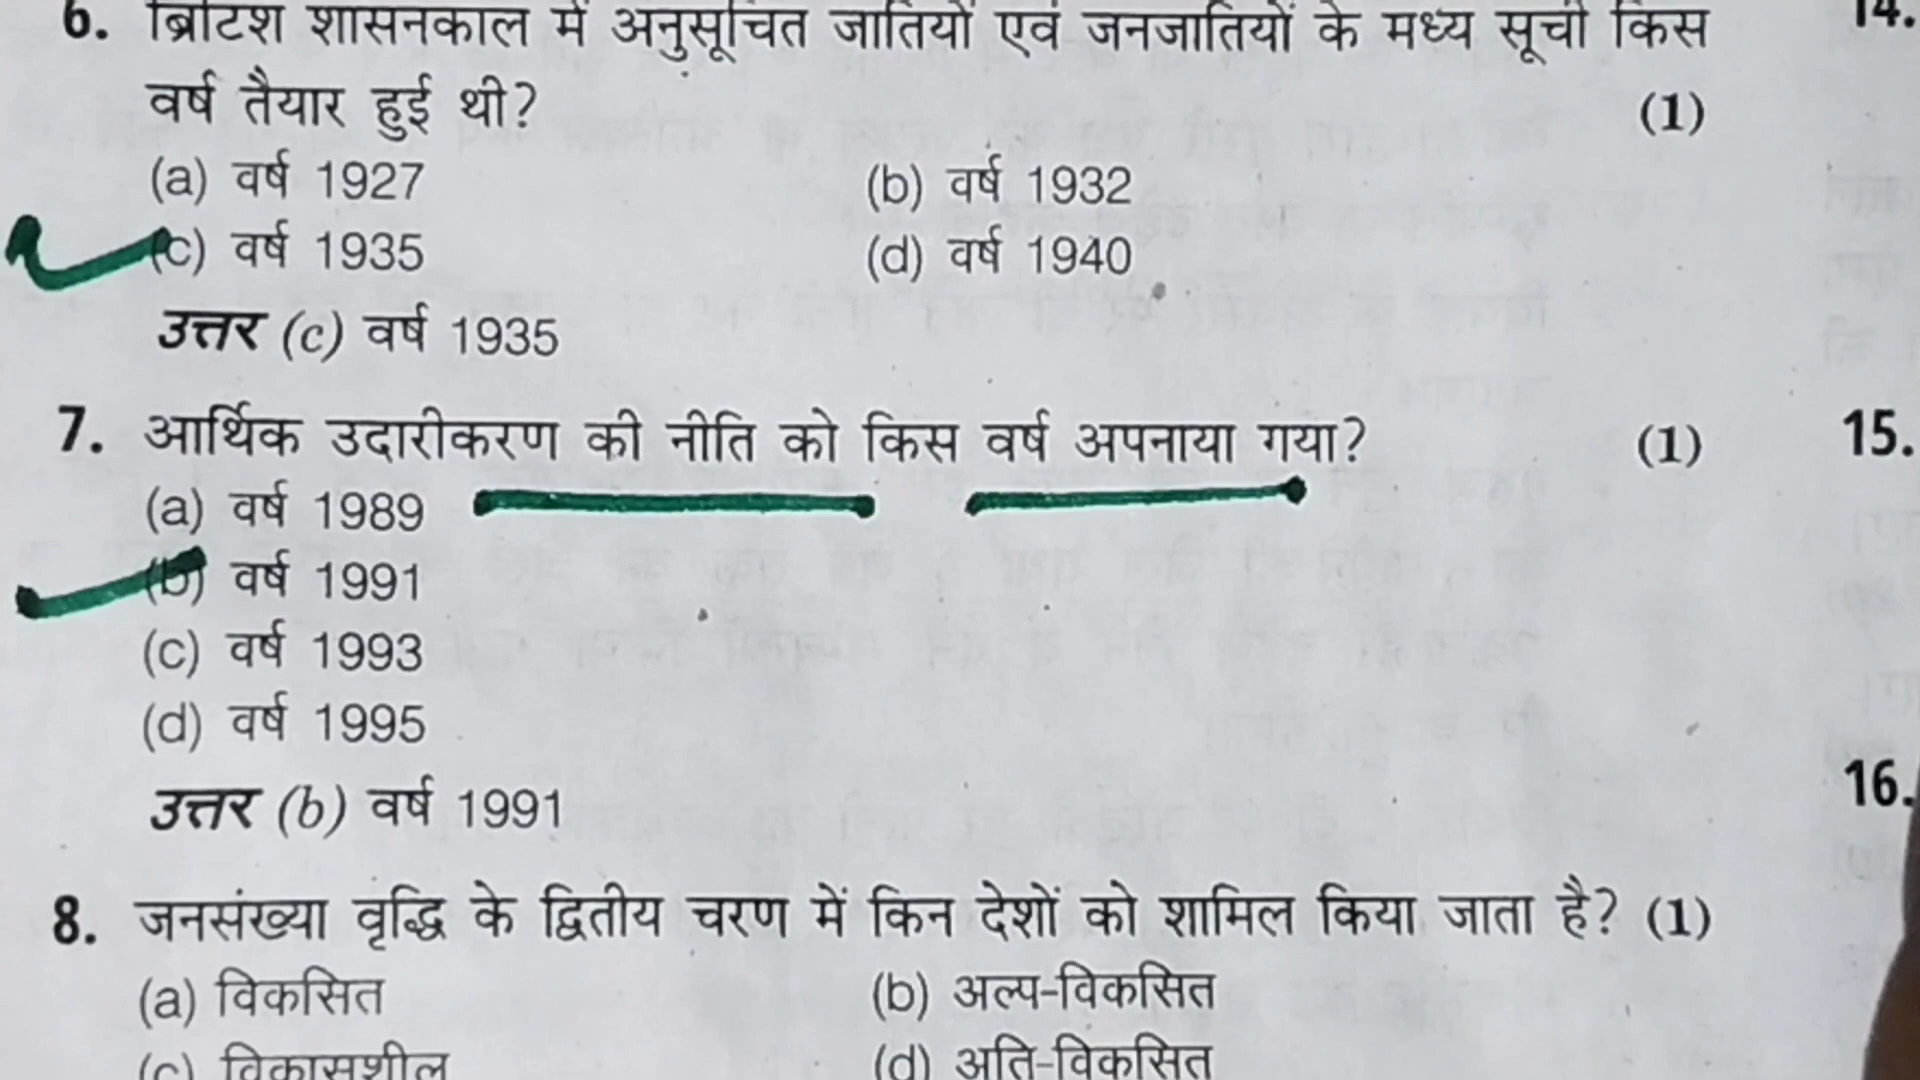 6. ब्रिटिश शासनकाल में अनुसूचित जातियों एवं जनजातियों के मध्य सूची किस
वर्ष तैयार हुई थी? (1)
(a) वर्ष 1927 (b) वर्ष 1932
(c) वर्ष 1935 (d) वर्ष 1940
उत्तर (c) वर्ष 1935
7. आर्थिक उदारीकरण की नीति को किस वर्ष अपनाया गया? (1)
(a) वर्ष 1989
(b) वर्ष 1991
(c) वर्ष 1993
(d) वर्ष 1995
उत्तर (b) वर्ष 1991
8. जनसंख्या वृद्धि के द्वितीय चरण में किन देशों को शामिल किया जाता है? (1)
(a) विकसित (b) अल्प-विकसित
(c) विकासशील (d) अति-विकसित
14.
15.
16.